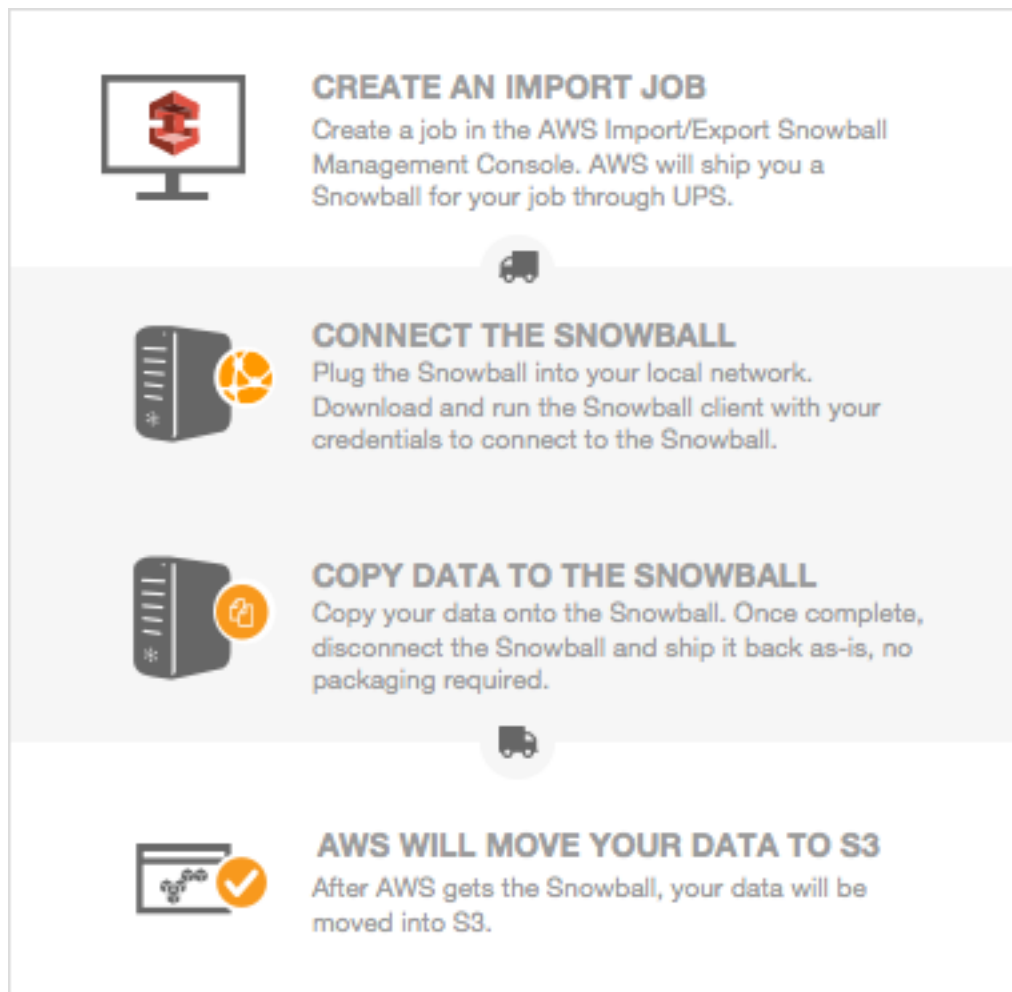 CREATE AN IMPORT JOB
Create a job in the AWS Import/Export Snowball
Management Console. AWS will ship you a
Snowball for your job through UPS.
CONNECT THE SNOWBALL
Plug the Snowball into your local network.
Download and run the Snowball client with your
credentials to connect to the Snowball.
COPY DATA TO THE SNOWBALL
Copy your data onto the Snowball. Once complete,
disconnect the Snowball and ship it back as-is, no
packaging required.
AWS WILL MOVE YOUR DATA TO S3
After AWS gets the Snowball, your data will be
moved into S3.